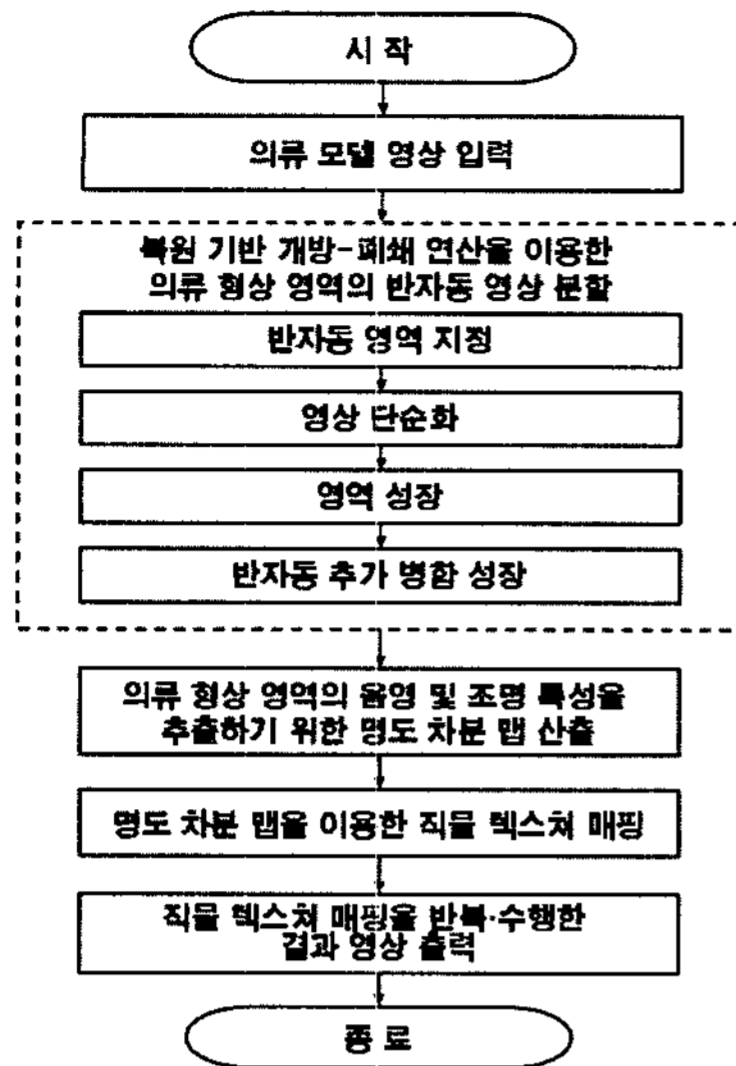 시 작
의류 모델 영상 입력
복원 기반 개방-폐쇄 연산을 이용한
의류 형상 영역의 반자동 영상 분할
반자동 영역 지정
영상 단순화
영역 성장
반자동 추가 병합 성장
의류 형상 영역의 음영 및 조명 특성을
추출하기 위한 명도 차분 맵 산출
명도 차분 맵을 이용한 직물 텍스쳐 매핑
직물 텍스쳐 매핑을 반복·수행한
결과 영상 출력
종 료